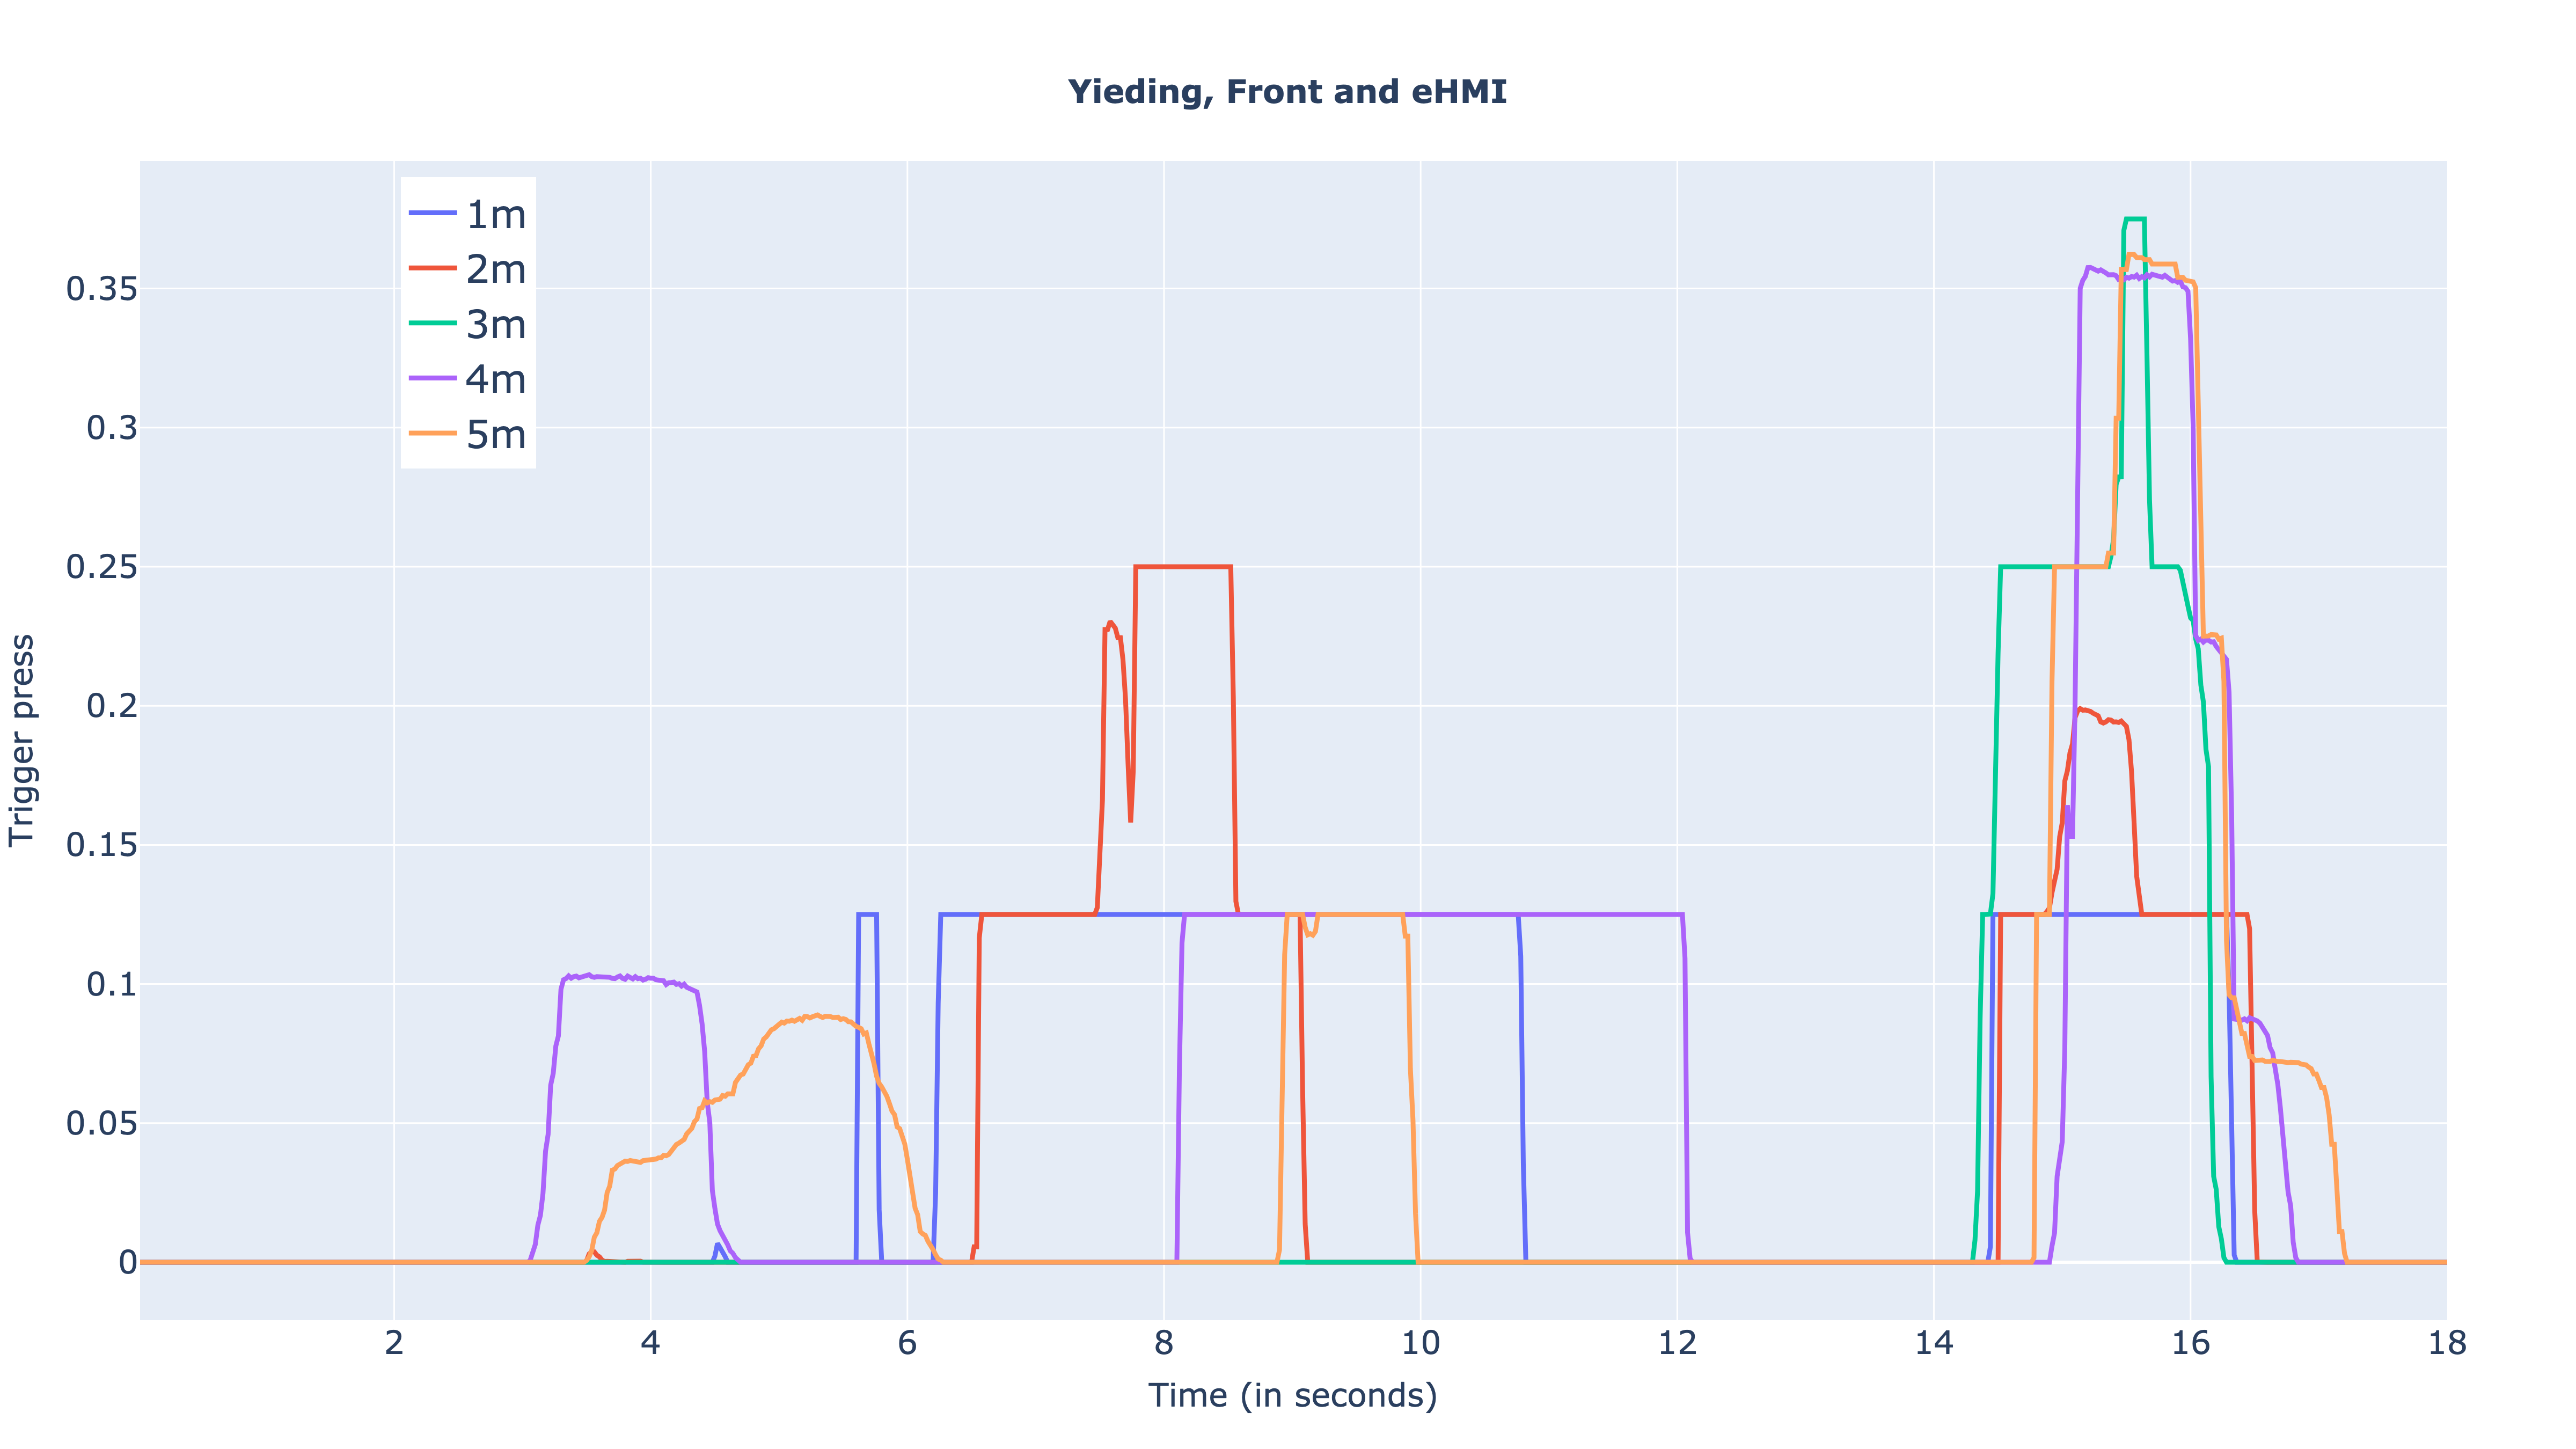 Yieding, Front and eHMI
1m
2m
3m
4m
5m
0.35
0.3
0.25
0.2
0.15
0.1
0.05
0
Trigger press
2 4 6 8 10 12 14 16 18
Time (in seconds)